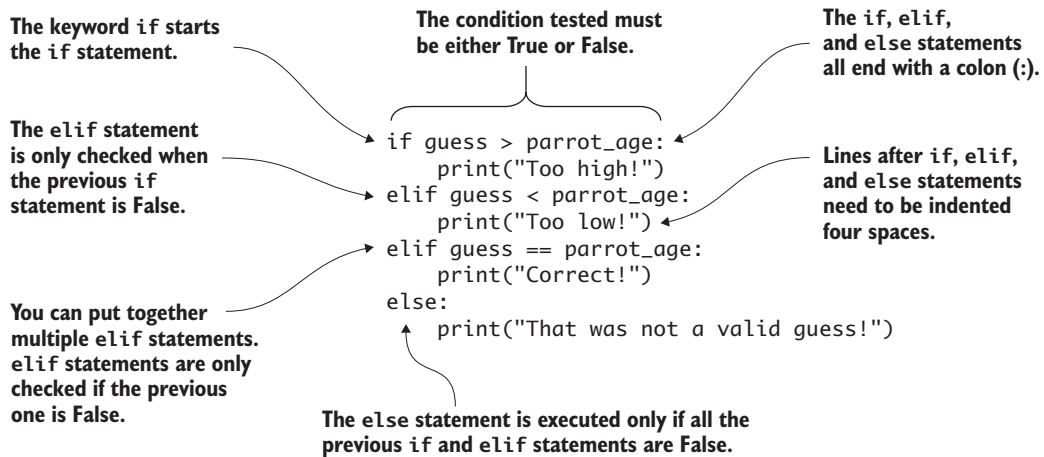 The keyword if starts
the if statement.
The condition tested must
be either True or False.
The if, elif,
and else statements
all end with a colon (:).
The elif statement
is only checked when
the previous if
statement is False.
if guess > parrot_age:
    print("Too high!")
elif guess < parrot_age:
    print("Too low!")
elif guess == parrot_age:
    print("Correct!")
else:
    print("That was not a valid guess!")
Lines after if, elif,
and else statements
need to be indented
four spaces.
You can put together
multiple elif statements.
elif statements are only
checked if the previous
one is False.
The else statement is executed only if all the
previous if and elif statements are False.